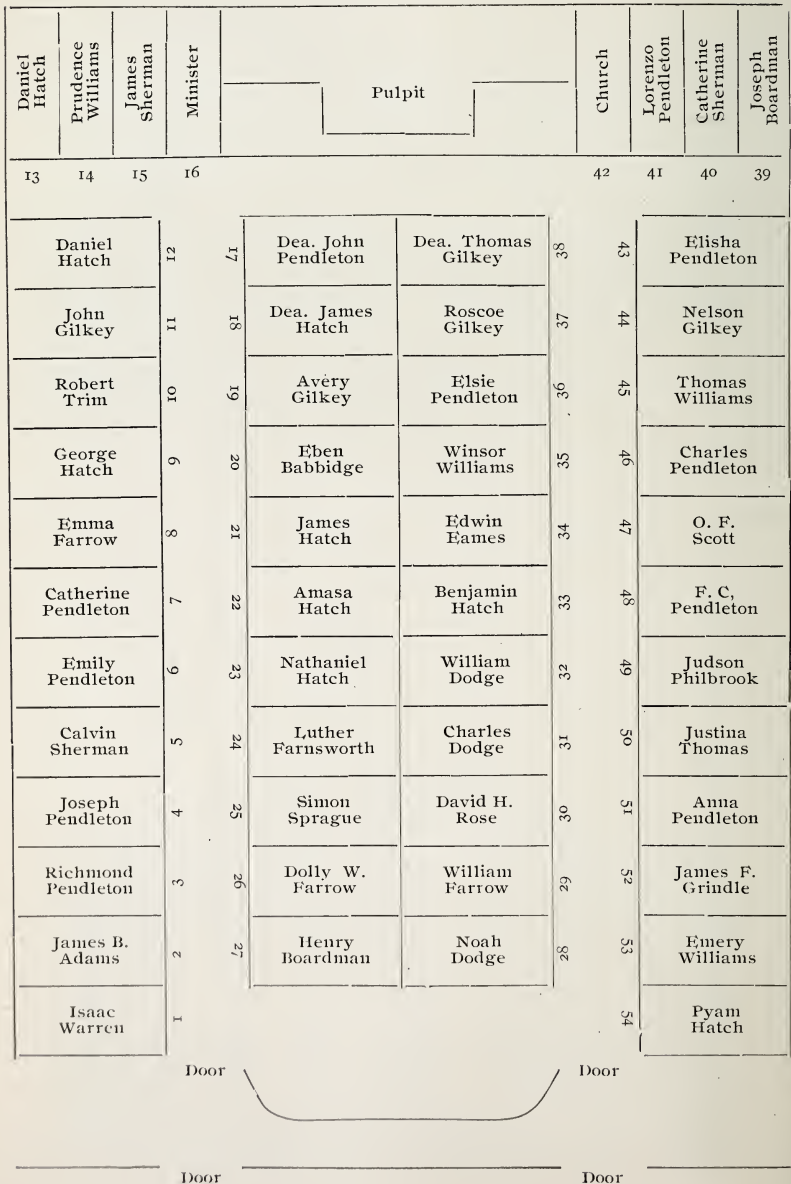 Daniel
Hatch
Prudence
Williams
James
Sherman
Minister
Pulpit
Church
Lorenzo
Pendleton
Catherine
Sherman
Joseph
Boardman
13 14 15 16 42 41 40 39
Daniel
Hatch
12
17
Dea. John
Pendleton
Dea. Thomas
Gilkey
38
43
Elisha
Pendleton
John
Gilkey
11
18
Dea. James
Hatch
Roscoe
Gilkey
37
44
Nelson
Gilkey
Robert
Trim
10
19
Avery
Gilkey
Elsie
Pendleton
36
45
Thomas
Williams
George
Hatch
9
20
Eben
Babbidge
Winsor
Williams
35
46
Charles
Pendleton
Emma
Farrow
8
21
James
Hatch
Edwin
Eames
34
47
O. F.
Scott
Catherine
Pendleton
7
22
Amasa
Hatch
Benjamin
Hatch
33
48
F. C,
Pendleton
Emily
Pendleton
6
23
Nathaniel
Hatch
William
Dodge
32
49
Judson
Philbrook
Calvin
Sherman
5
24
Luther
Farnsworth
Charles
Dodge
31
50
Justina
Thomas
Joseph
Pendleton
4
25
Simon
Sprague
David H.
Rose
30
51
Anna
Pendleton
Richmond
Pendleton
3
26
Dolly W.
Farrow
William
Farrow
29
52
James F.
Grindle
James B.
Adams
2
27
Henry
Boardman
Noah
Dodge
28
53
Emery
Williams
Isaac
Warren
1
54
Pyam
Hatch
Door Door
Door Door